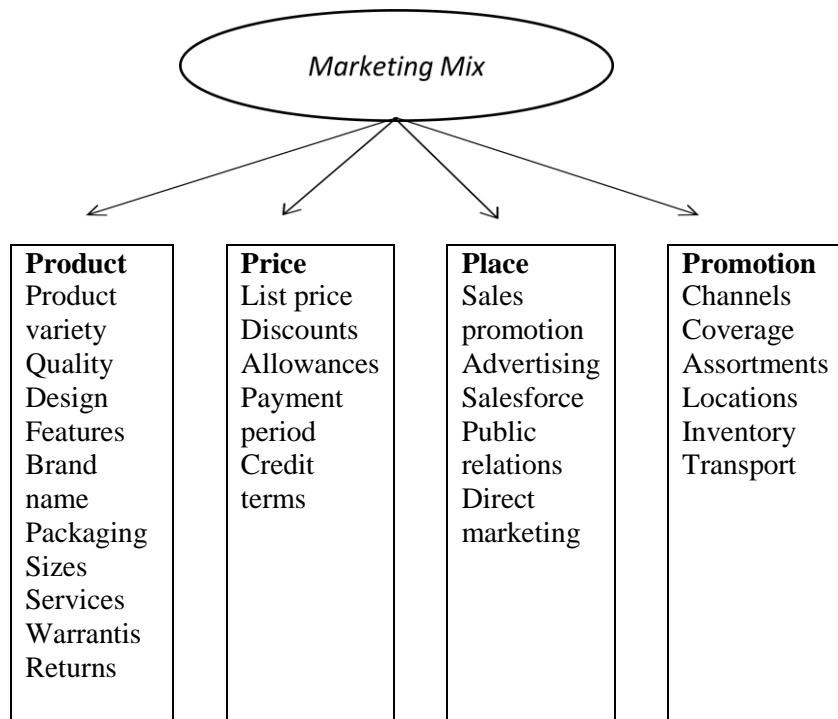 Marketing Mix
Product
Product
variety
Quality
Design
Features
Brand
name
Packaging
Sizes
Services
Warrantis
Returns
Price
List price
Discounts
Allowances
Payment
period
Credit
terms
Place
Sales
promotion
Advertising
Salesforce
Public
relations
Direct
marketing
Promotion
Channels
Coverage
Assortments
Locations
Inventory
Transport